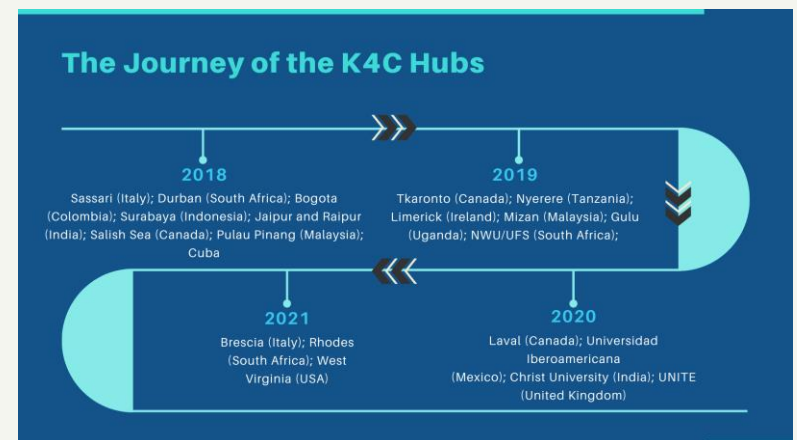 The Journey of the K4C Hubs
2018
Sassari (Italy); Durban (South Africa); Bogota
(Colombia); Surabaya (Indonesia); Jaipur and Raipur
(India); Salish Sea (Canada); Pulau Pinang (Malaysia);
Cuba
2019
Tkaronto (Canada); Nyerere (Tanzania);
Limerick (Ireland); Mizan (Malaysia); Gulu
(Uganda); NWU/UFS (South Africa);
2020
Laval (Canada); Universidad
Iberoamericana
(Mexico); Christ University (India); UNITE
(United Kingdom)
2021
Brescia (Italy); Rhodes
(South Africa); West
Virginia (USA)